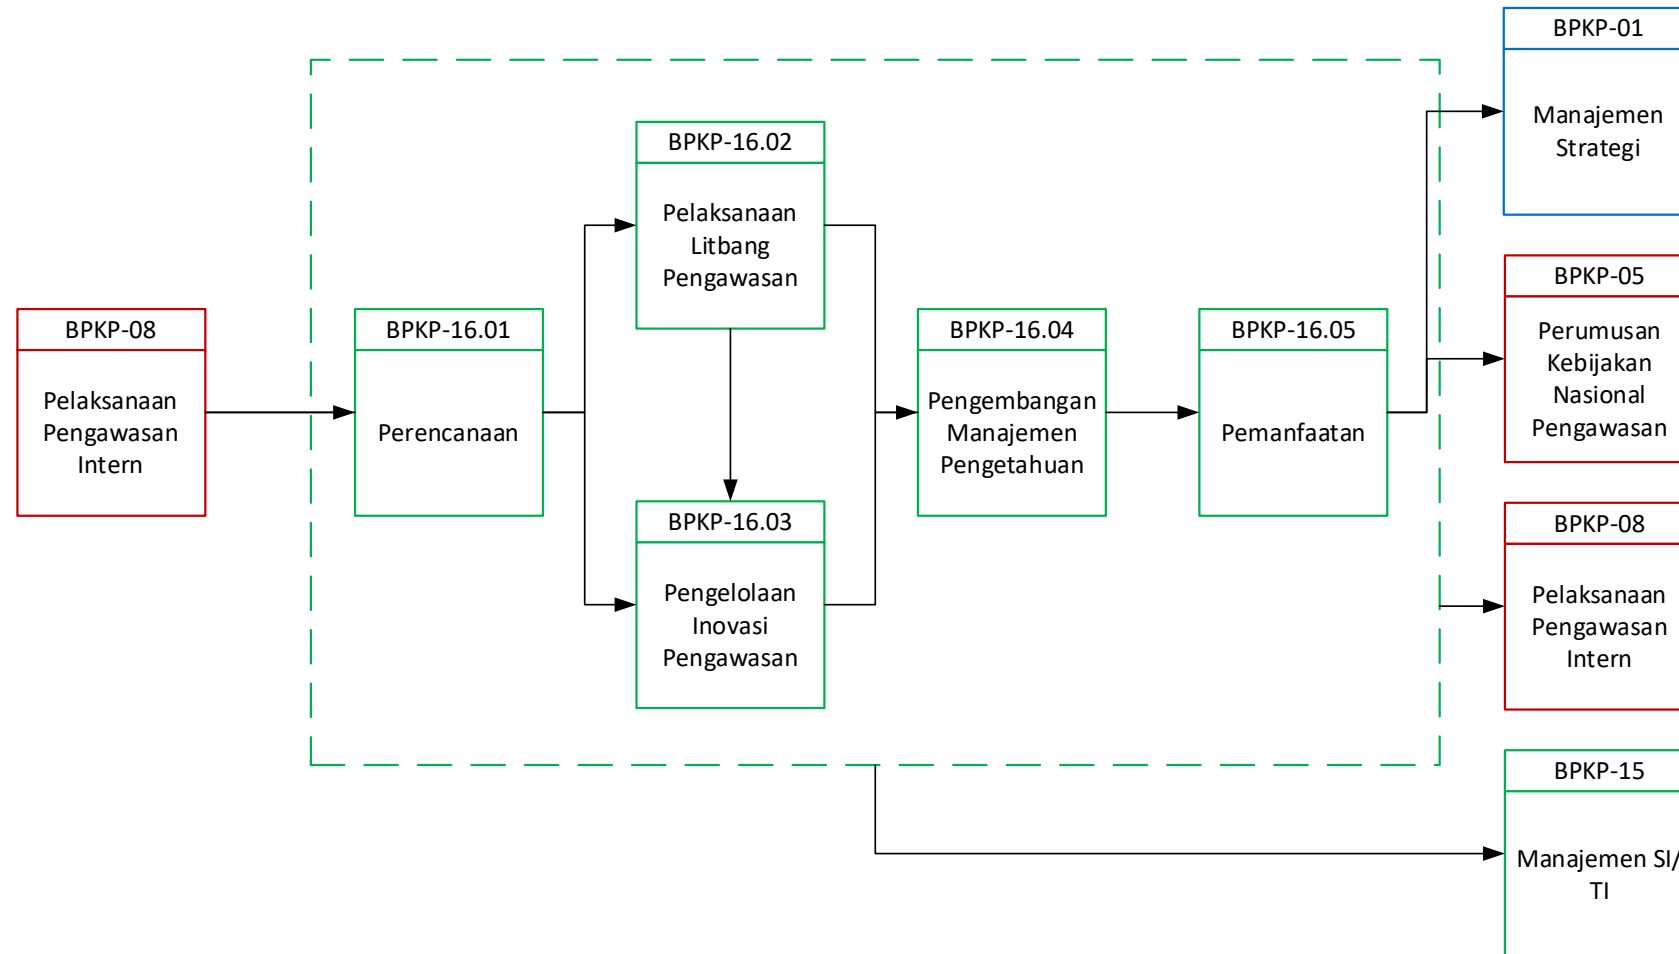 BPKP-08
Pelaksanaan
Pengawasan
Intern
BPKP-16.01
Perencanaan
BPKP-16.02
Pelaksanaan
Litbang
Pengawasan
BPKP-16.03
Pengelolaan
Inovasi
Pengawasan
BPKP-16.04
Pengembangan
Manajemen
Pengetahuan
BPKP-16.05
Pemanfaatan
BPKP-01
Manajemen
Strategi
BPKP-05
Perumusan
Kebijakan
Nasional
Pengawasan
BPKP-08
Pelaksanaan
Pengawasan
Intern
BPKP-15
Manajemen SI/
TI